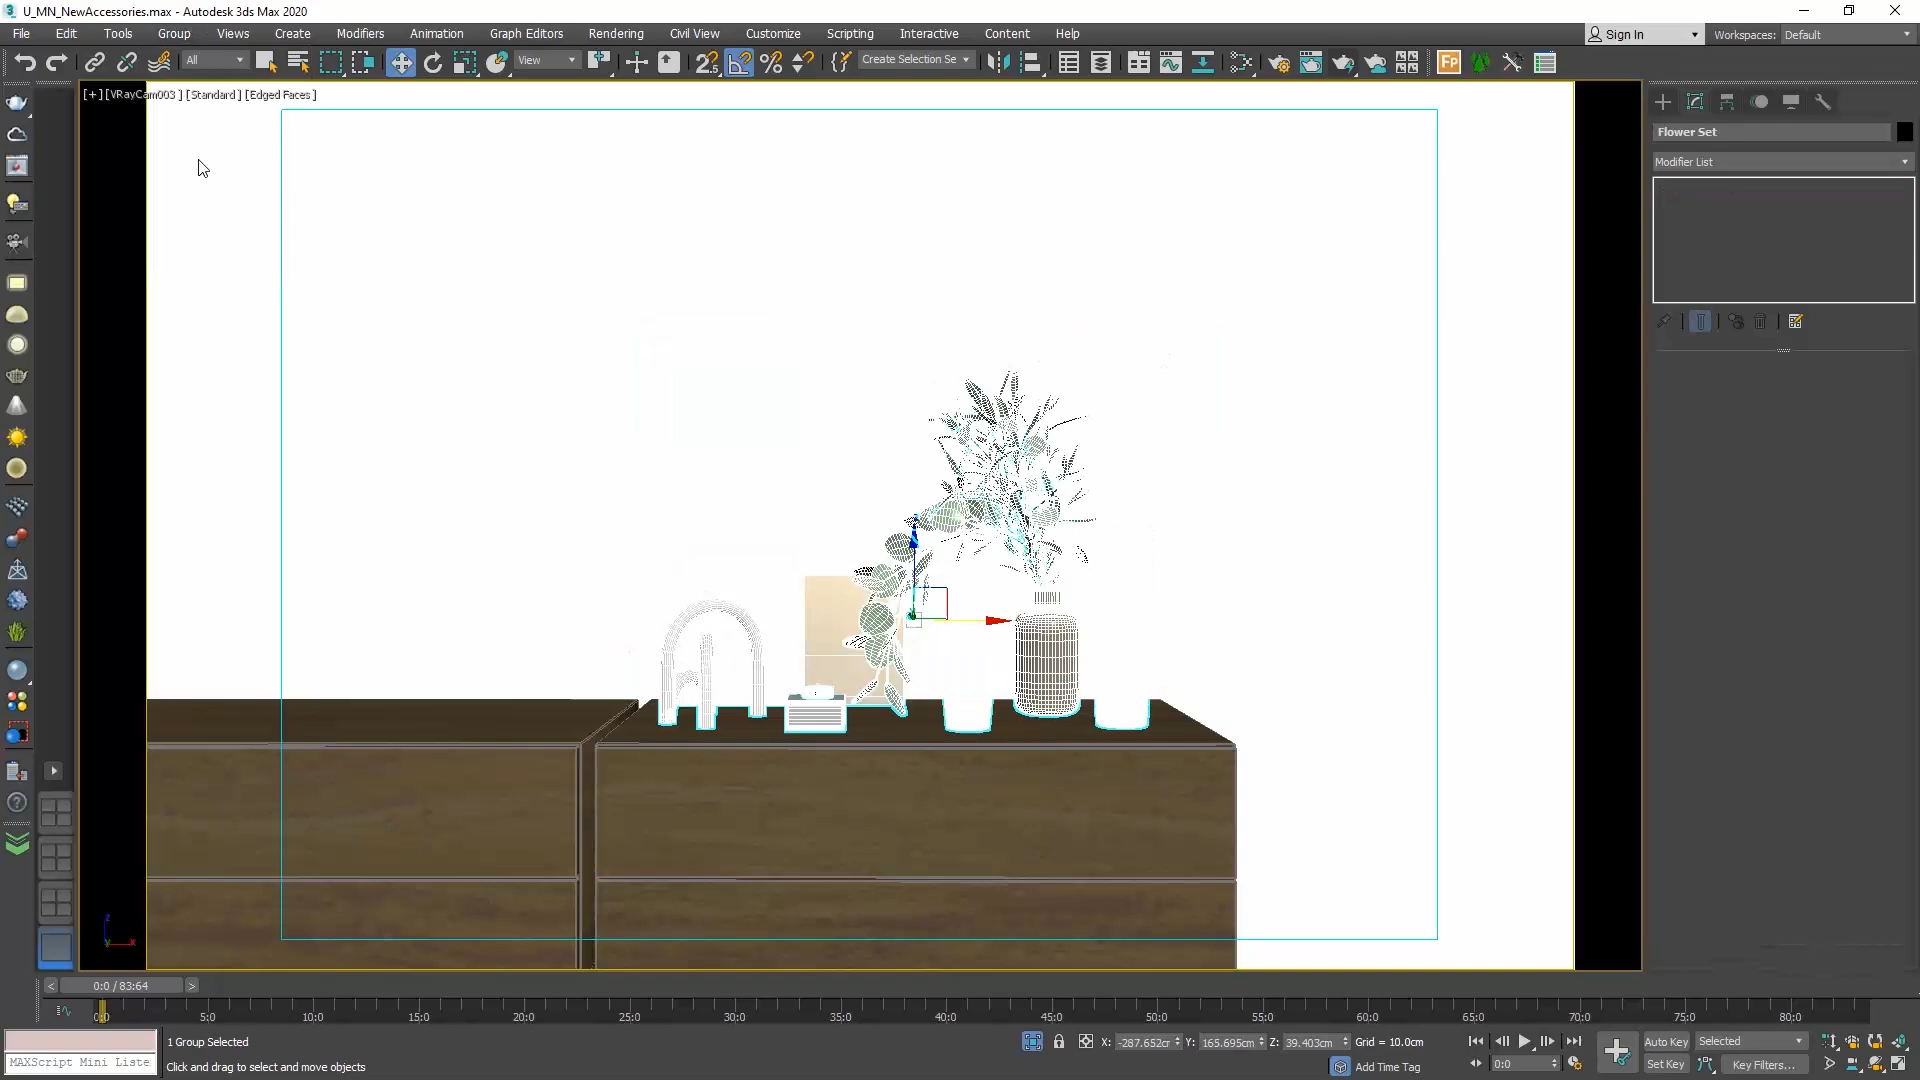 U_MN_NewAccessories.max - Autodesk 3ds Max 2020
File Edit Tools Group Views Create Modifiers Animation Graph Editors Rendering Civil View Customize Scripting Interactive Content Help
Sign In Workspaces: Default
All View Create Selection Se
[+] [VRayCam003 ] [Standard ] [Edged Faces ]
Flower Set
Modifier List
z
x
0:0 / 83:64
0:0 5:0 10:0 15:0 20:0 25:0 30:0 35:0 40:0 45:0 50:0 55:0 60:0 65:0 70:0 75:0 80:0
1 Group Selected X: -287.652cr Y: 165.695cm Z: 39.403cm Grid = 10.0cm Auto Key Selected
MAXScript Mini Liste Click and drag to select and move objects Add Time Tag 0:0 Set Key Key Filters...